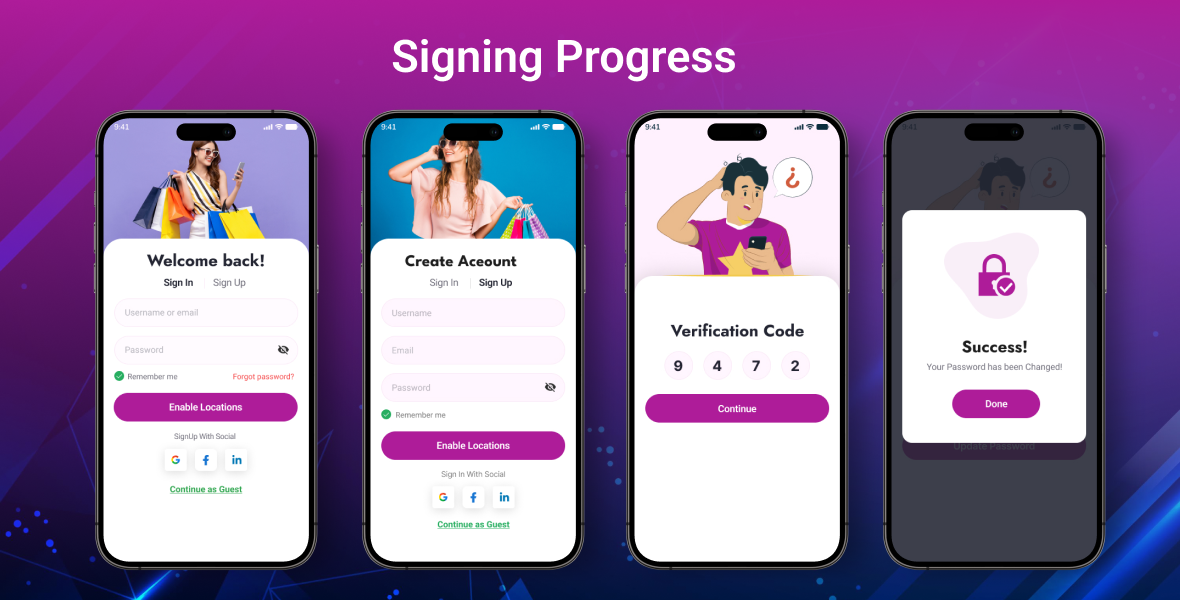 Signing Progress
9:41
Welcome back!
Sign In Sign Up
Username or email
Password
Remember me Forgot password?
Enable Locations
SignUp With Social
G f in
Continue as Guest
9:41
Create Aceount
Sign In Sign Up
Username
Email
Password
Remember me
Enable Locations
Sign In With Social
G f in
Continue as Guest
9:41
¿
Verification Code
9 4 7 2
Continue
9:41
¿
Success!
Your Password has been Changed!
Done
Update Password